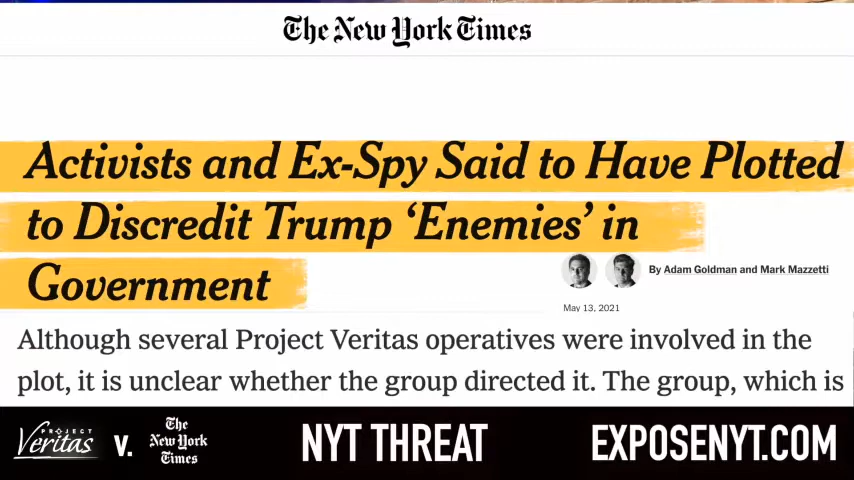 The New York Times
Activists and Ex-Spy Said to Have Plotted
to Discredit Trump ‘Enemies’ in
Government
By Adam Goldman and Mark Mazzetti
May 13, 2021
Although several Project Veritas operatives were involved in the
plot, it is unclear whether the group directed it. The group, which is
PROJECT
Veritas
v.
The
New York
Times
NYT THREAT
EXPOSENYT.COM